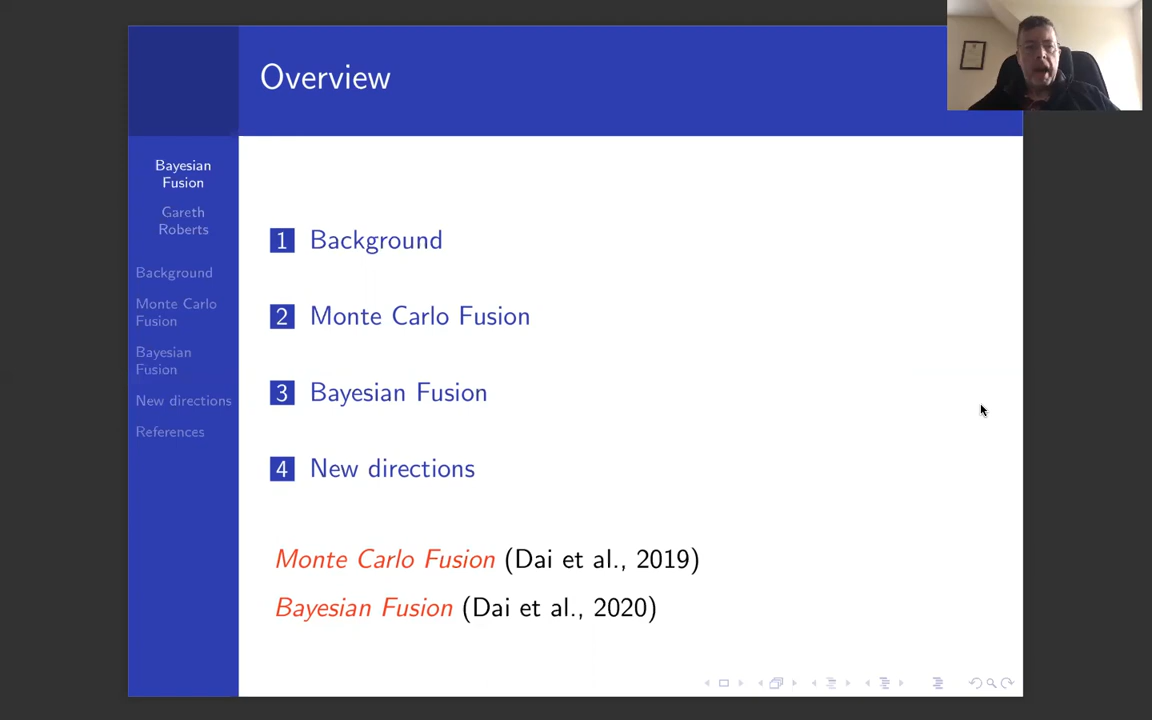 Overview
Bayesian
Fusion
Gareth
Roberts
Background
Monte Carlo
Fusion
Bayesian
Fusion
New directions
References
1 Background
2 Monte Carlo Fusion
3 Bayesian Fusion
4 New directions
Monte Carlo Fusion (Dai et al., 2019)
Bayesian Fusion (Dai et al., 2020)